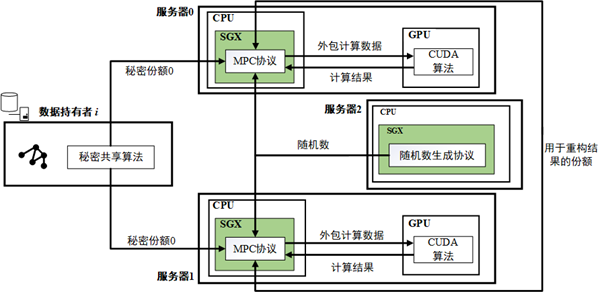 服务器0
CPU
SGX
MPC协议
外包计算数据
计算结果
GPU
CUDA
算法
秘密份额0
数据持有者 i
秘密共享算法
服务器2
CPU
SGX
随机数生成协议
随机数
用于重构结
果的份额
秘密份额0
CPU
SGX
MPC协议
外包计算数据
计算结果
GPU
CUDA
算法
服务器1